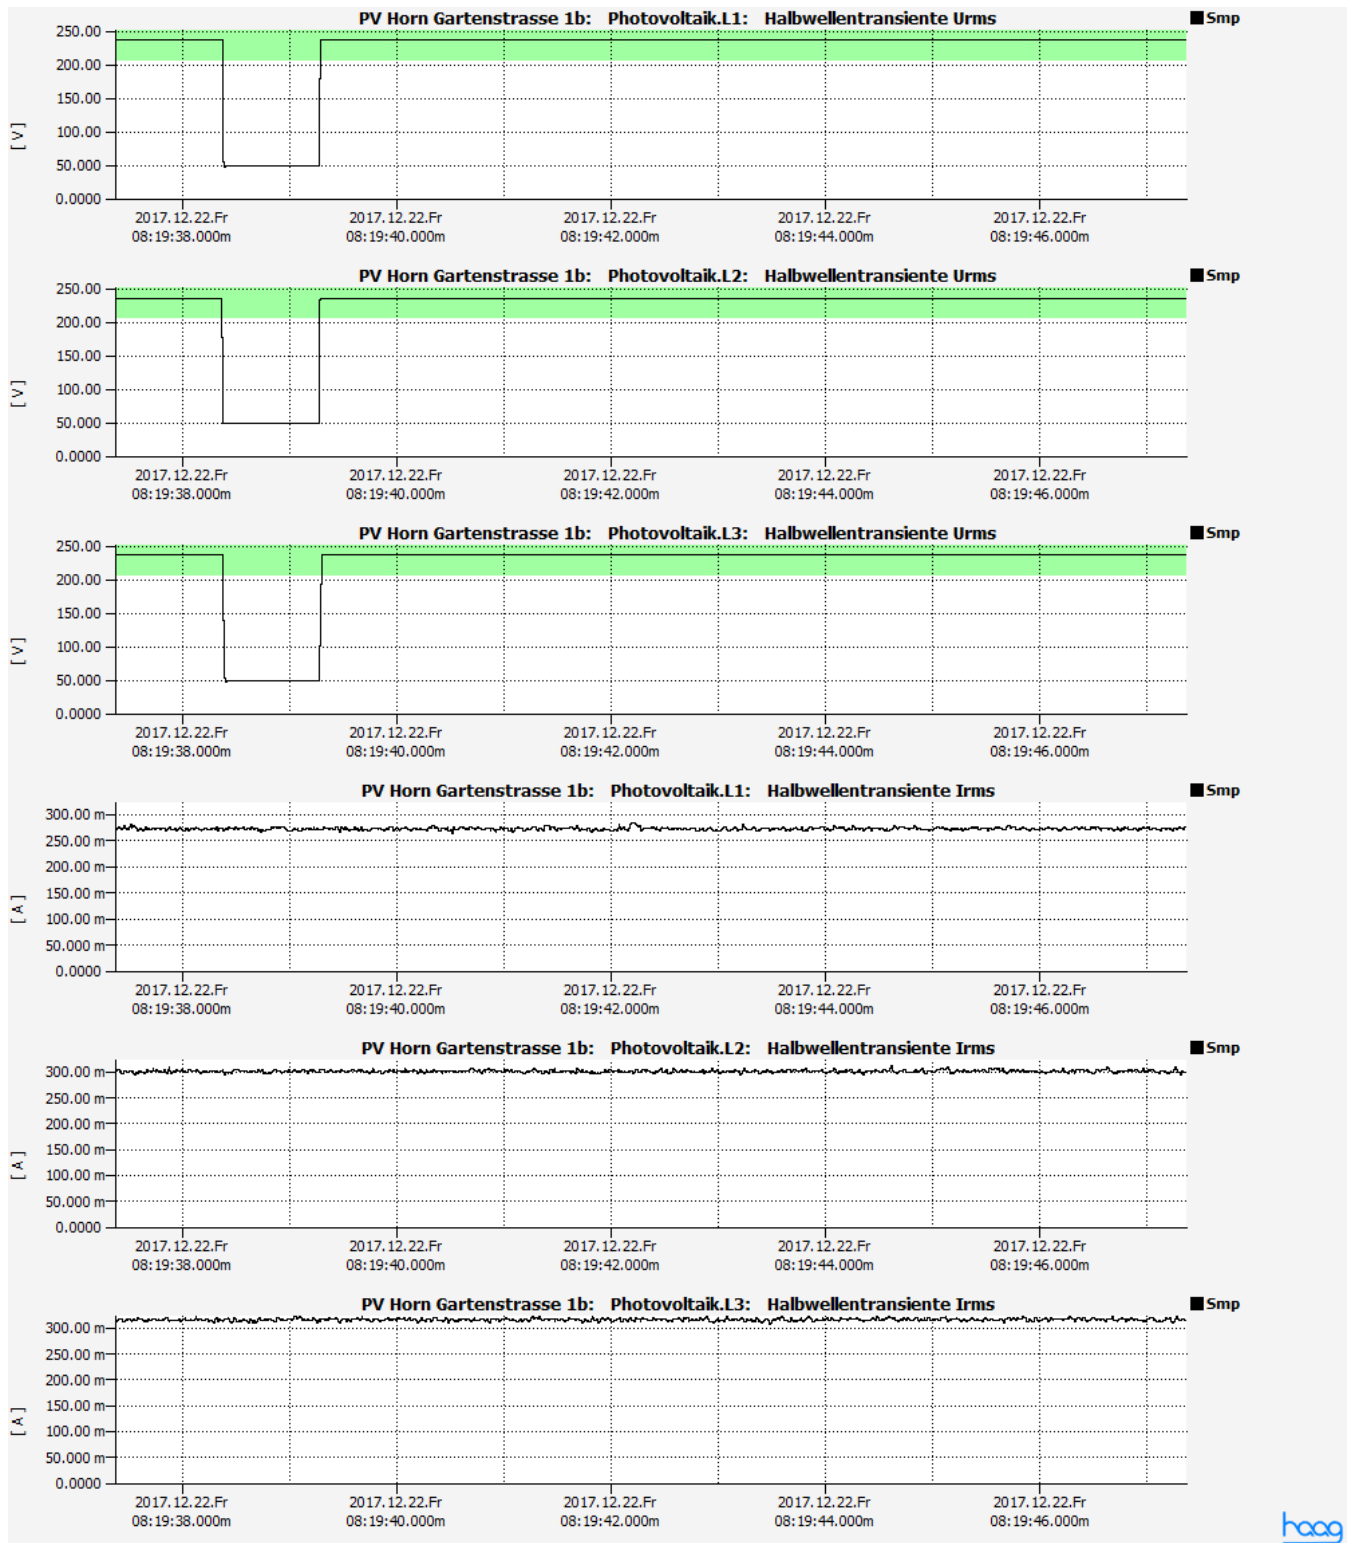 PV Horn Gartenstrasse 1b: Photovoltaik.L1: Halbwellentransiente Urms
Smp
250.00
200.00
150.00
100.00
50.000
0.0000
[ V ]
2017.12.22.Fr 2017.12.22.Fr 2017.12.22.Fr 2017.12.22.Fr 2017.12.22.Fr
08:19:38.000m 08:19:40.000m 08:19:42.000m 08:19:44.000m 08:19:46.000m
PV Horn Gartenstrasse 1b: Photovoltaik.L2: Halbwellentransiente Urms
Smp
250.00
200.00
150.00
100.00
50.000
0.0000
[ V ]
2017.12.22.Fr 2017.12.22.Fr 2017.12.22.Fr 2017.12.22.Fr 2017.12.22.Fr
08:19:38.000m 08:19:40.000m 08:19:42.000m 08:19:44.000m 08:19:46.000m
PV Horn Gartenstrasse 1b: Photovoltaik.L3: Halbwellentransiente Urms
Smp
250.00
200.00
150.00
100.00
50.000
0.0000
[ V ]
2017.12.22.Fr 2017.12.22.Fr 2017.12.22.Fr 2017.12.22.Fr 2017.12.22.Fr
08:19:38.000m 08:19:40.000m 08:19:42.000m 08:19:44.000m 08:19:46.000m
PV Horn Gartenstrasse 1b: Photovoltaik.L1: Halbwellentransiente Irms
Smp
300.00 m
250.00 m
200.00 m
150.00 m
100.00 m
50.000 m
0.0000
[ A ]
2017.12.22.Fr 2017.12.22.Fr 2017.12.22.Fr 2017.12.22.Fr 2017.12.22.Fr
08:19:38.000m 08:19:40.000m 08:19:42.000m 08:19:44.000m 08:19:46.000m
PV Horn Gartenstrasse 1b: Photovoltaik.L2: Halbwellentransiente Irms
Smp
300.00 m
250.00 m
200.00 m
150.00 m
100.00 m
50.000 m
0.0000
[ A ]
2017.12.22.Fr 2017.12.22.Fr 2017.12.22.Fr 2017.12.22.Fr 2017.12.22.Fr
08:19:38.000m 08:19:40.000m 08:19:42.000m 08:19:44.000m 08:19:46.000m
PV Horn Gartenstrasse 1b: Photovoltaik.L3: Halbwellentransiente Irms
Smp
300.00 m
250.00 m
200.00 m
150.00 m
100.00 m
50.000 m
0.0000
[ A ]
2017.12.22.Fr 2017.12.22.Fr 2017.12.22.Fr 2017.12.22.Fr 2017.12.22.Fr
08:19:38.000m 08:19:40.000m 08:19:42.000m 08:19:44.000m 08:19:46.000m
haag